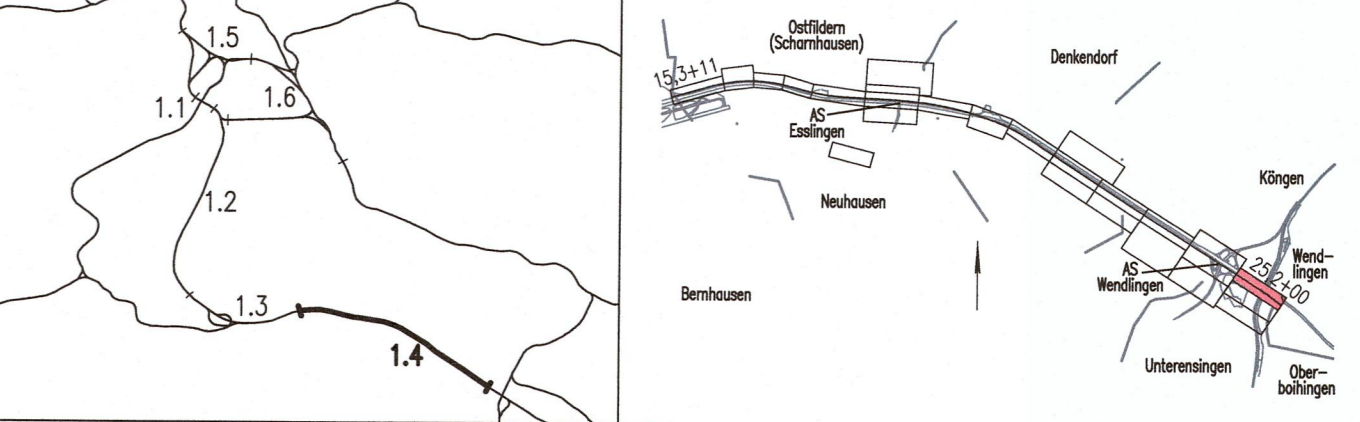 1.5
1.6
1.1
1.2
1.3
1.4
Ostfildern
(Scharnhausen)
Denkendorf
15,3+11
AS
Esslingen
Neuhausen
Köngen
Bernhausen
AS
Wendlingen
25,2+00
Wend–
lingen
Unterensingen
Ober–
boihingen